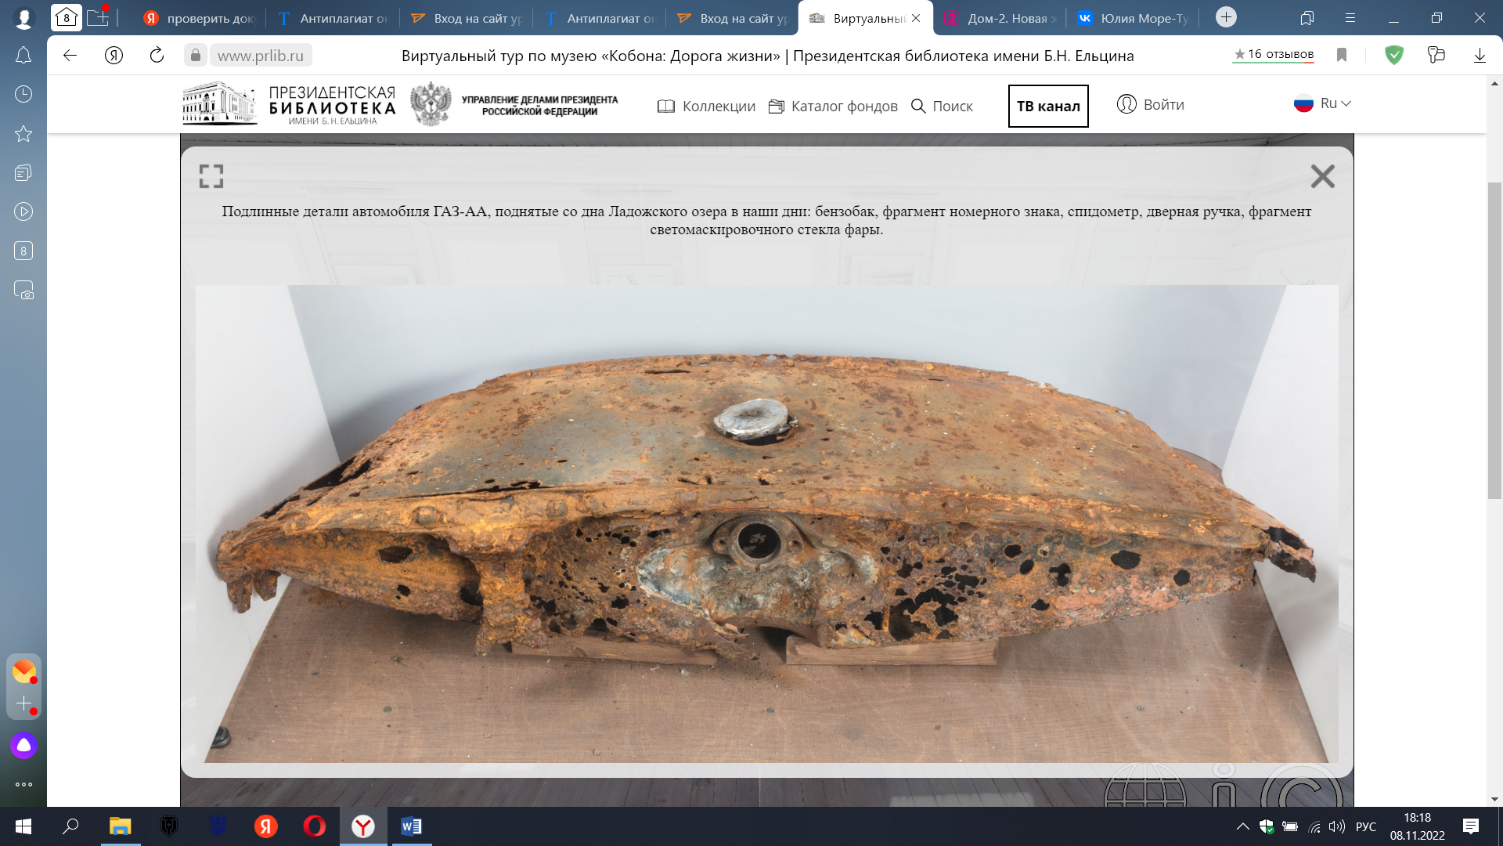 8
проверить доку
Антиплагиат он
Вход на сайт ур
Антиплагиат он
Вход на сайт ур
Виртуальный
Дом-2. Новая ж
Юлия Море-Ту
www.prlib.ru
Виртуальный тур по музею «Кобона: Дорога жизни» | Президентская библиотека имени Б.Н. Ельцина
16 отзывов
ПРЕЗИДЕНТСКАЯ
БИБЛИОТЕКА
ИМЕНИ Б. Н. ЕЛЬЦИНА
УПРАВЛЕНИЕ ДЕЛАМИ ПРЕЗИДЕНТА
РОССИЙСКОЙ ФЕДЕРАЦИИ
Коллекции
Каталог фондов
Поиск
ТВ канал
Войти
Ru
Подлинные детали автомобиля ГАЗ-АА, поднятые со дна Ладожского озера в наши дни: бензобак, фрагмент номерного знака, спидометр, дверная ручка, фрагмент
светомаскировочного стекла фары.
8
РУС
18:18
08.11.2022